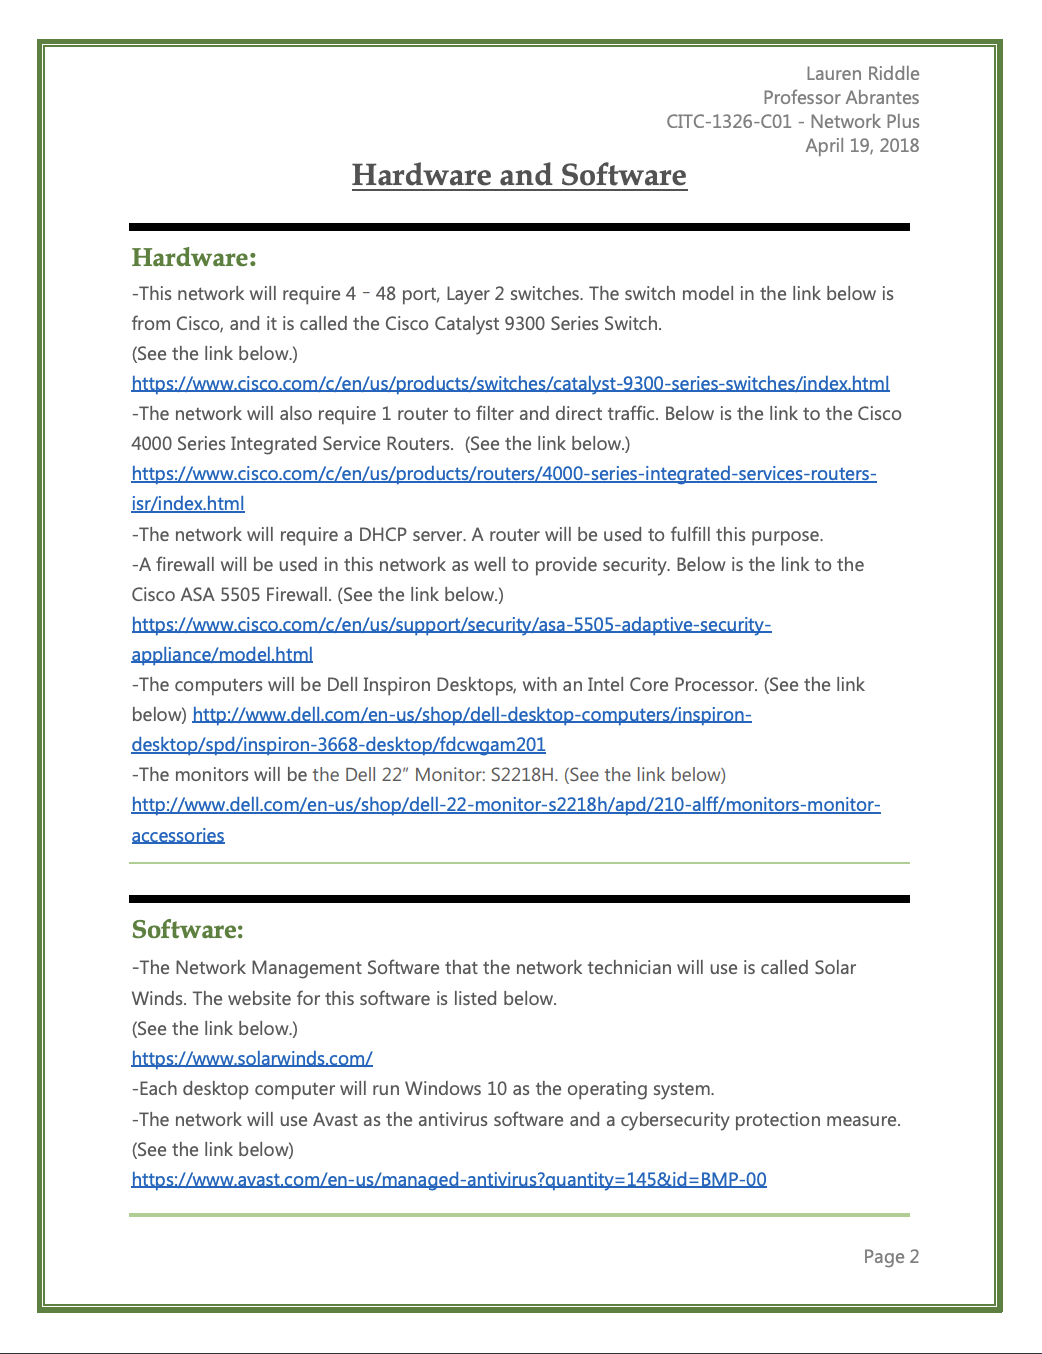 Lauren Riddle
Professor Abrantes
CITC-1326-C01 - Network Plus
April 19, 2018
Hardware and Software
Hardware:
-This network will require 4 – 48 port, Layer 2 switches. The switch model in the link below is
from Cisco, and it is called the Cisco Catalyst 9300 Series Switch.
(See the link below.)
https://www.cisco.com/c/en/us/products/switches/catalyst-9300-series-switches/index.html
-The network will also require 1 router to filter and direct traffic. Below is the link to the Cisco
4000 Series Integrated Service Routers.  (See the link below.)
https://www.cisco.com/c/en/us/products/routers/4000-series-integrated-services-routers-
isr/index.html
-The network will require a DHCP server. A router will be used to fulfill this purpose.
-A firewall will be used in this network as well to provide security. Below is the link to the
Cisco ASA 5505 Firewall. (See the link below.)
https://www.cisco.com/c/en/us/support/security/asa-5505-adaptive-security-
appliance/model.html
-The computers will be Dell Inspiron Desktops, with an Intel Core Processor. (See the link
below) http://www.dell.com/en-us/shop/dell-desktop-computers/inspiron-
desktop/spd/inspiron-3668-desktop/fdcwgam201
-The monitors will be the Dell 22” Monitor: S2218H. (See the link below)
http://www.dell.com/en-us/shop/dell-22-monitor-s2218h/apd/210-alff/monitors-monitor-
accessories
Software:
-The Network Management Software that the network technician will use is called Solar
Winds. The website for this software is listed below.
(See the link below.)
https://www.solarwinds.com/
-Each desktop computer will run Windows 10 as the operating system.
-The network will use Avast as the antivirus software and a cybersecurity protection measure.
(See the link below)
https://www.avast.com/en-us/managed-antivirus?quantity=145&id=BMP-00
Page 2